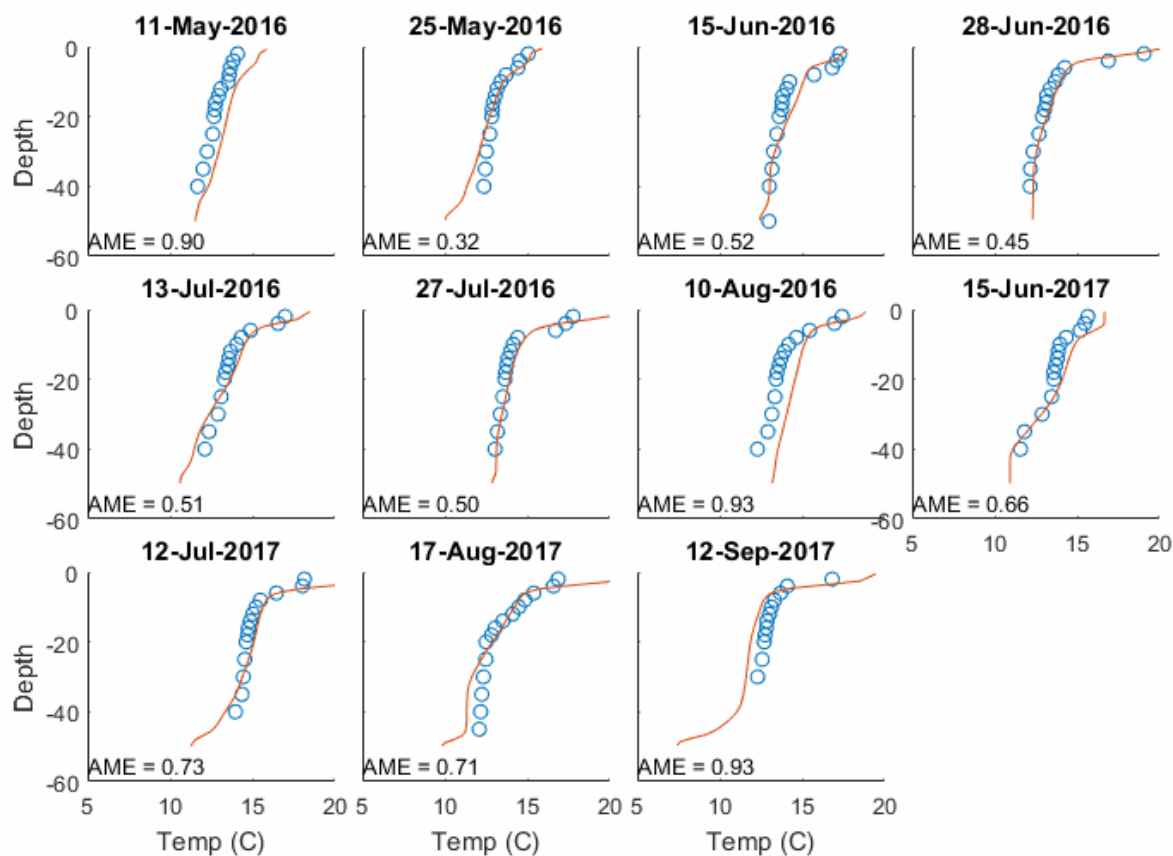 11-May-2016
25-May-2016
15-Jun-2016
28-Jun-2016
0
-20
-40
-60
Depth
AME = 0.90
AME = 0.32
AME = 0.52
AME = 0.45
13-Jul-2016
27-Jul-2016
10-Aug-2016
15-Jun-2017
0
-20
-40
-60
Depth
0
-20
-40
-60
AME = 0.51
AME = 0.50
AME = 0.93
AME = 0.66
5 10 15 20
12-Jul-2017
17-Aug-2017
12-Sep-2017
0
-20
-40
-60
Depth
AME = 0.73
AME = 0.71
AME = 0.93
5 10 15 20
5 10 15 20
5 10 15 20
Temp (C)
Temp (C)
Temp (C)